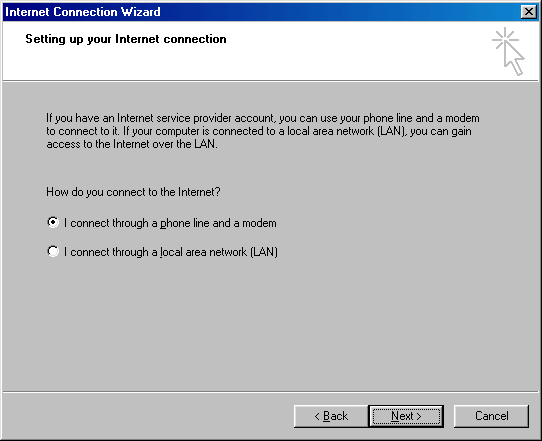 Internet Connection Wizard
Setting up your Internet connection
If you have an Internet service provider account, you can use your phone line and a modem
to connect to it. If your computer is connected to a local area network (LAN), you can gain
access to the Internet over the LAN.
How do you connect to the Internet?
I connect through a phone line and a modem
I connect through a local area network (LAN)
< Back Next > Cancel